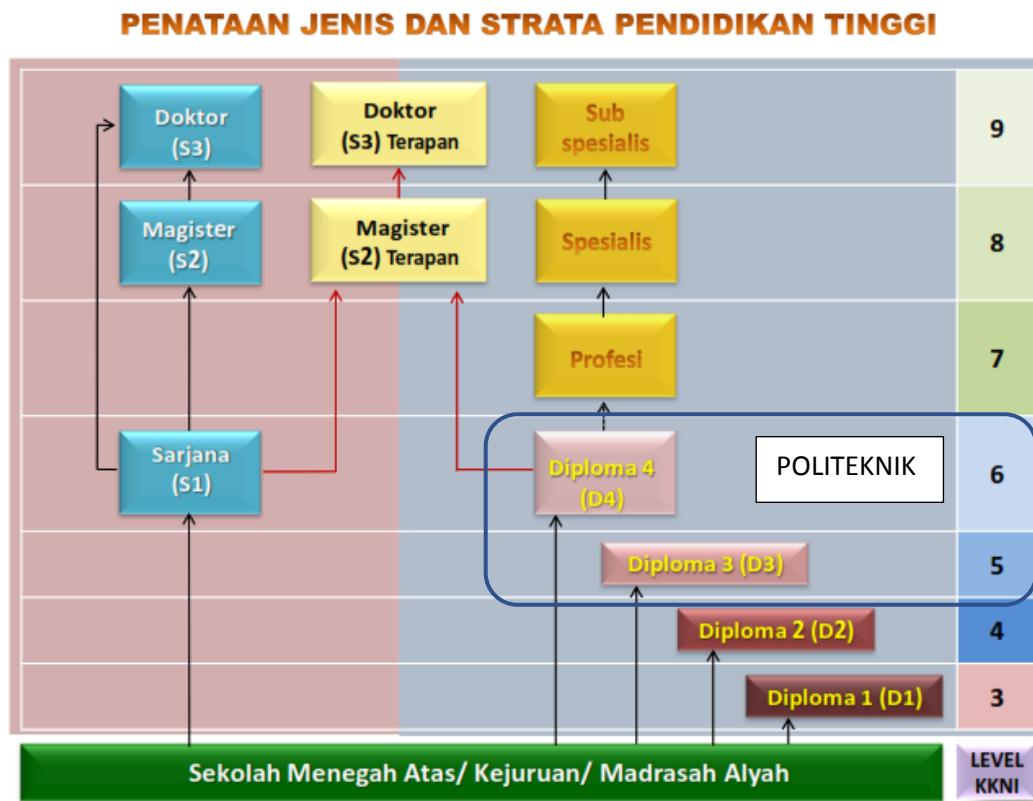 PENATAAN JENIS DAN STRATA PENDIDIKAN TINGGI
Doktor
(S3)
Doktor
(S3) Terapan
Sub
spesialis
9
Magister
(S2)
Magister
(S2) Terapan
Spesialis
8
Profesi
7
Sarjana
(S1)
Diploma 4
(D4)
POLITEKNIK
6
Diploma 3 (D3)
5
Diploma 2 (D2)
4
Diploma 1 (D1)
3
Sekolah Menegah Atas/ Kejuruan/ Madrasah Alyah
LEVEL
KKNI